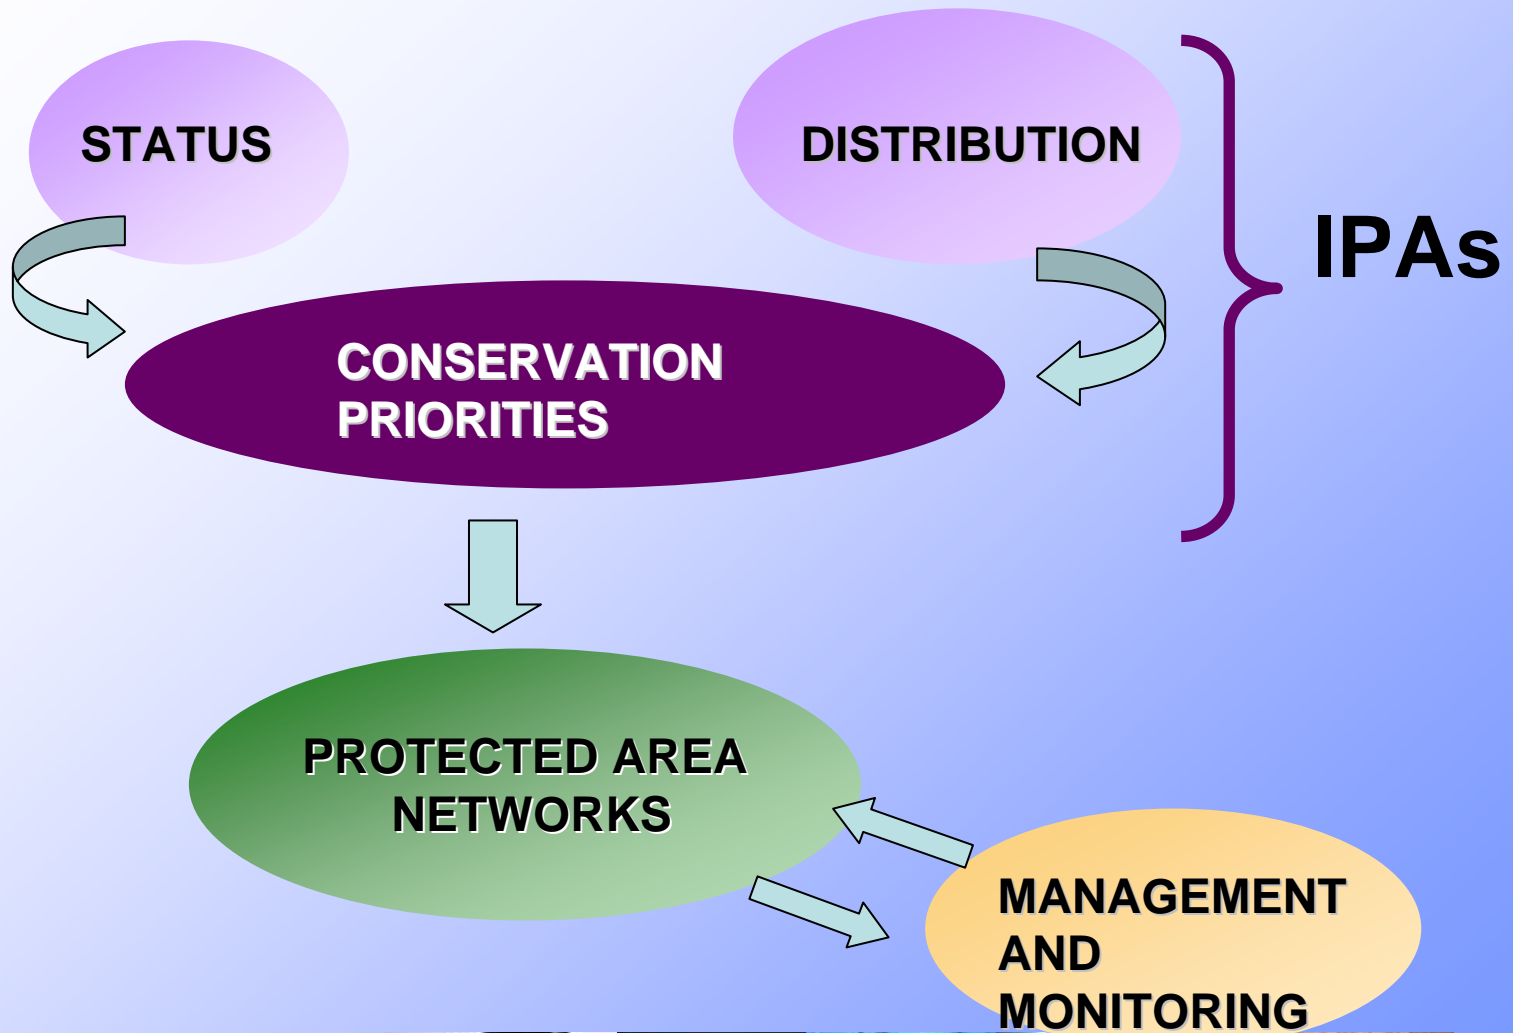 STATUS
DISTRIBUTION
IPAs
CONSERVATION
PRIORITIES
PROTECTED AREA
NETWORKS
MANAGEMENT
AND
MONITORING